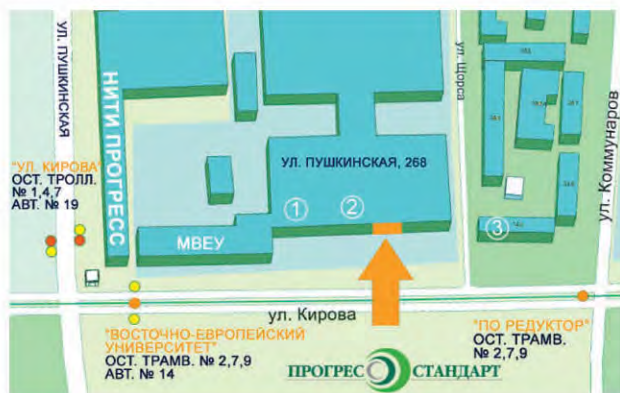 УЛ. ПУШКИНСКАЯ
НИТИ ПРОГРЕСС
"УЛ. КИРОВА"
ОСТ. ТРОЛЛ.
№ 1,4,7
АВТ. № 19
УЛ. ПУШКИНСКАЯ, 268
1
2
3
МВЕУ
ул. Щорса
ул. Коммунаров
ул. Кирова
"ВОСТОЧНО-ЕВРОПЕЙСКИЙ
УНИВЕРСИТЕТ"
ОСТ. ТРАМВ. № 2,7,9
АВТ. № 14
"ПО РЕДУКТОР"
ОСТ. ТРАМВ.
№ 2,7,9
ПРОГРЕС СТАНДАРТ